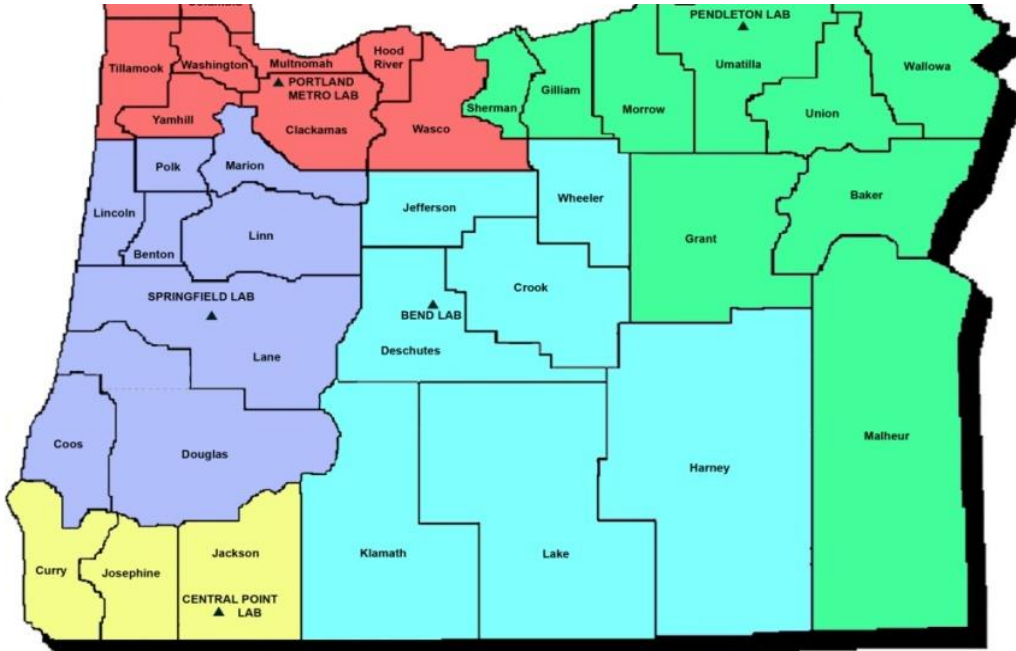 Columbia
PENDLETON LAB
Tillamook
Washington
Multnomah
Hood
River
PORTLAND
METRO LAB
Umatilla
Wallowa
Sherman
Gilliam
Morrow
Union
Yamhill
Clackamas
Wasco
Polk
Marion
Jefferson
Wheeler
Baker
Lincoln
Linn
Benton
Grant
SPRINGFIELD LAB
Crook
BEND LAB
Deschutes
Lane
Coos
Douglas
Harney
Malheur
Curry
Josephine
Jackson
Klamath
Lake
CENTRAL POINT
LAB